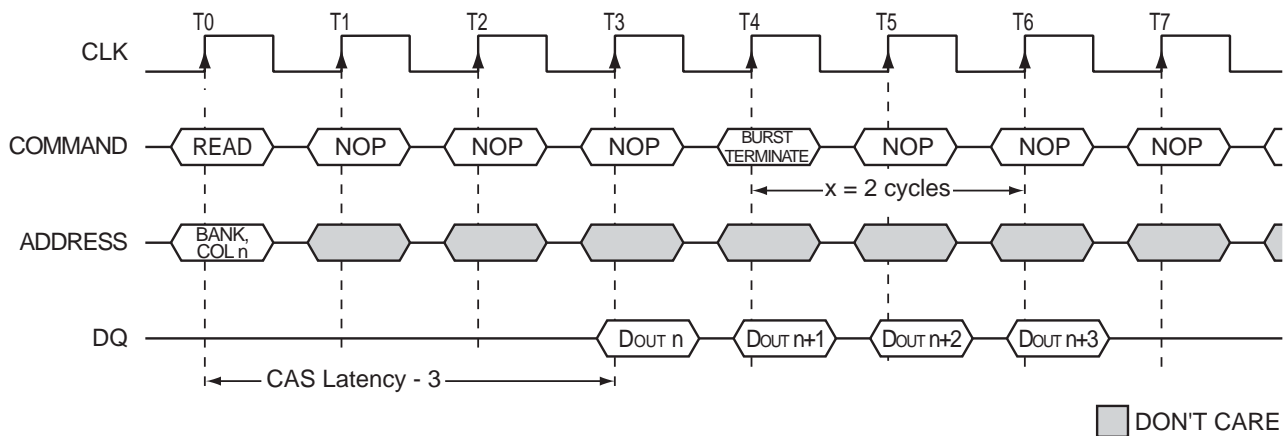 T0 T1 T2 T3 T4 T5 T6 T7
CLK
COMMAND READ NOP NOP NOP BURST TERMINATE NOP NOP NOP
x = 2 cycles
ADDRESS BANK, COL n
DQ DOUT n DOUT n+1 DOUT n+2 DOUT n+3
CAS Latency - 3
DON'T CARE